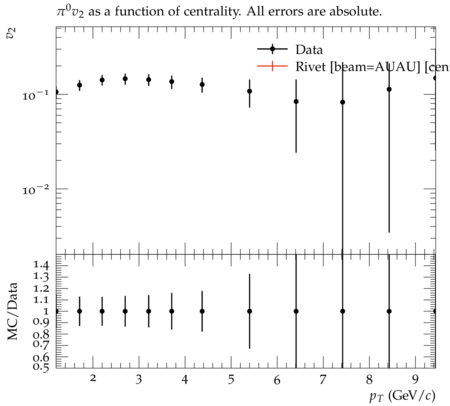 π⁰v₂ as a function of centrality. All errors are absolute.
v₂
Data
Rivet [beam=AUAU] [cen
10⁻¹
10⁻²
MC/Data
1.4
1.3
1.2
1.1
1
0.9
0.8
0.7
0.6
0.5
2 3 4 5 6 7 8 9
p_T (GeV/c)